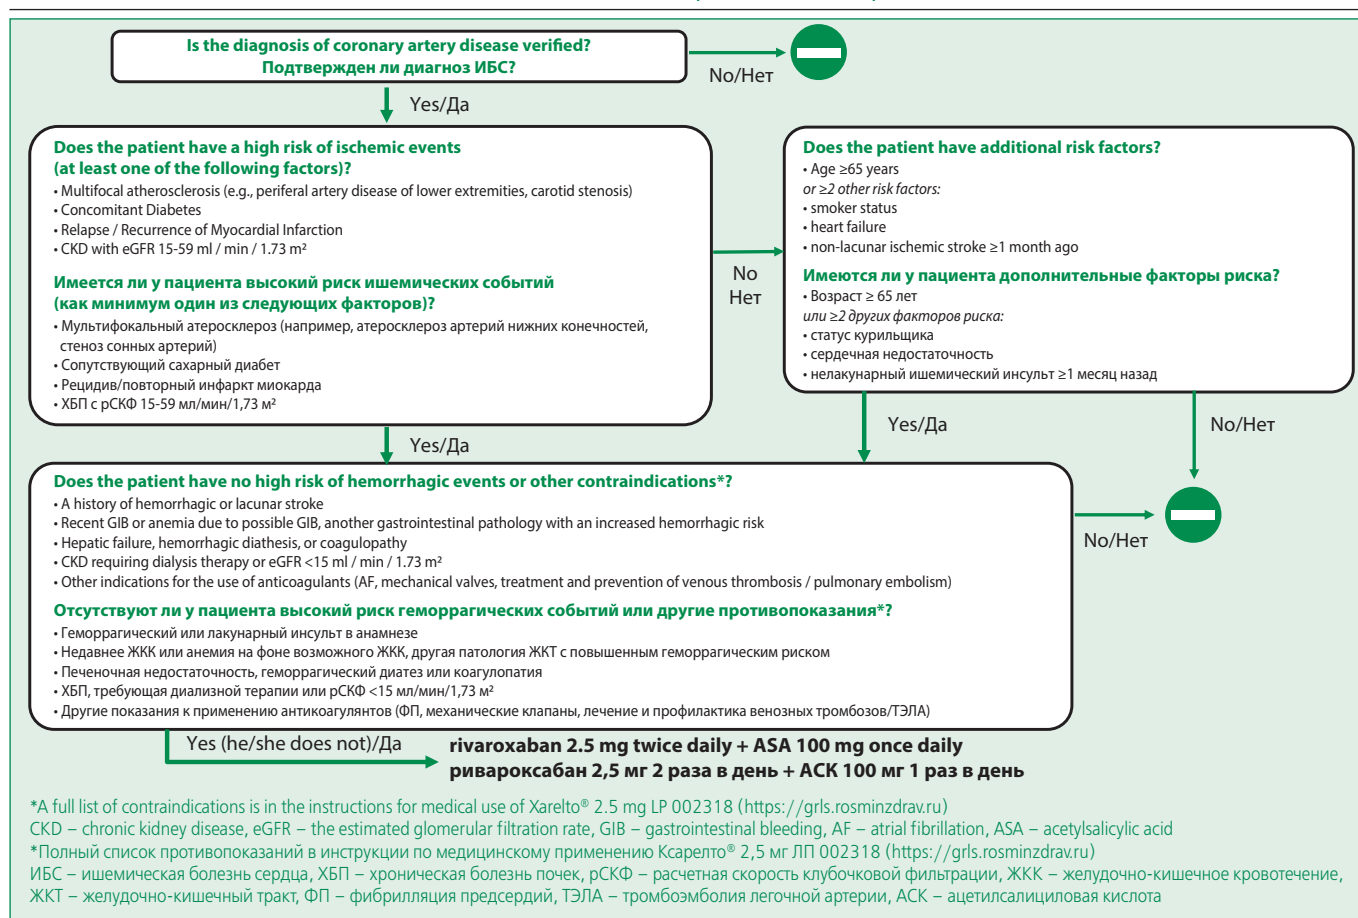 Is the diagnosis of coronary artery disease verified?
Подтвержден ли диагноз ИБС?
No/Нет
Yes/Да
Does the patient have a high risk of ischemic events
(at least one of the following factors)?
• Multifocal atherosclerosis (e.g., periferal artery disease of lower extremities, carotid stenosis)
• Concomitant Diabetes
• Relapse / Recurrence of Myocardial Infarction
• CKD with eGFR 15-59 ml / min / 1.73 m²
Имеется ли у пациента высокий риск ишемических событий
(как минимум один из следующих факторов)?
• Мультифокальный атеросклероз (например, атеросклероз артерий нижних конечностей,
стеноз сонных артерий)
• Сопутствующий сахарный диабет
• Рецидив/повторный инфаркт миокарда
• ХБП с рСКФ 15-59 мл/мин/1,73 м²
No
Нет
Does the patient have additional risk factors?
• Age ≥65 years
or ≥2 other risk factors:
• smoker status
• heart failure
• non-lacunar ischemic stroke ≥1 month ago
Имеются ли у пациента дополнительные факторы риска?
• Возраст ≥ 65 лет
или ≥2 других факторов риска:
• статус курильщика
• сердечная недостаточность
• нелакунарный ишемический инсульт ≥1 месяц назад
Yes/Да
Yes/Да
No/Нет
Does the patient have no high risk of hemorrhagic events or other contraindications*?
• A history of hemorrhagic or lacunar stroke
• Recent GIB or anemia due to possible GIB, another gastrointestinal pathology with an increased hemorrhagic risk
• Hepatic failure, hemorrhagic diathesis, or coagulopathy
• CKD requiring dialysis therapy or eGFR <15 ml / min / 1.73 m²
• Other indications for the use of anticoagulants (AF, mechanical valves, treatment and prevention of venous thrombosis / pulmonary embolism)
Отсутствуют ли у пациента высокий риск геморрагических событий или другие противопоказания*?
• Геморрагический или лакунарный инсульт в анамнезе
• Недавнее ЖКК или анемия на фоне возможного ЖКК, другая патология ЖКТ с повышенным геморрагическим риском
• Печеночная недостаточность, геморрагический диатез или коагулопатия
• ХБП, требующая диализной терапии или рСКФ <15 мл/мин/1,73 м²
• Другие показания к применению антикоагулянтов (ФП, механические клапаны, лечение и профилактика венозных тромбозов/ТЭЛА)
No/Нет
Yes (he/she does not)/Да
rivaroxaban 2.5 mg twice daily + ASA 100 mg once daily
ривароксабан 2,5 мг 2 раза в день + АСК 100 мг 1 раз в день
*A full list of contraindications is in the instructions for medical use of Xarelto® 2.5 mg LP 002318 (https://grls.rosminzdrav.ru)
CKD – chronic kidney disease, eGFR – the estimated glomerular filtration rate, GIB – gastrointestinal bleeding, AF – atrial fibrillation, ASA – acetylsalicylic acid
*Полный список противопоказаний в инструкции по медицинскому применению Ксарелто® 2,5 мг ЛП 002318 (https://grls.rosminzdrav.ru)
ИБС – ишемическая болезнь сердца, ХБП – хроническая болезнь почек, рСКФ – расчетная скорость клубочковой фильтрации, ЖКК – желудочно-кишечное кровотечение,
ЖКТ – желудочно-кишечный тракт, ФП – фибрилляция предсердий, ТЭЛА – тромбоэмболия легочной артерии, АСК – ацетилсалициловая кислота